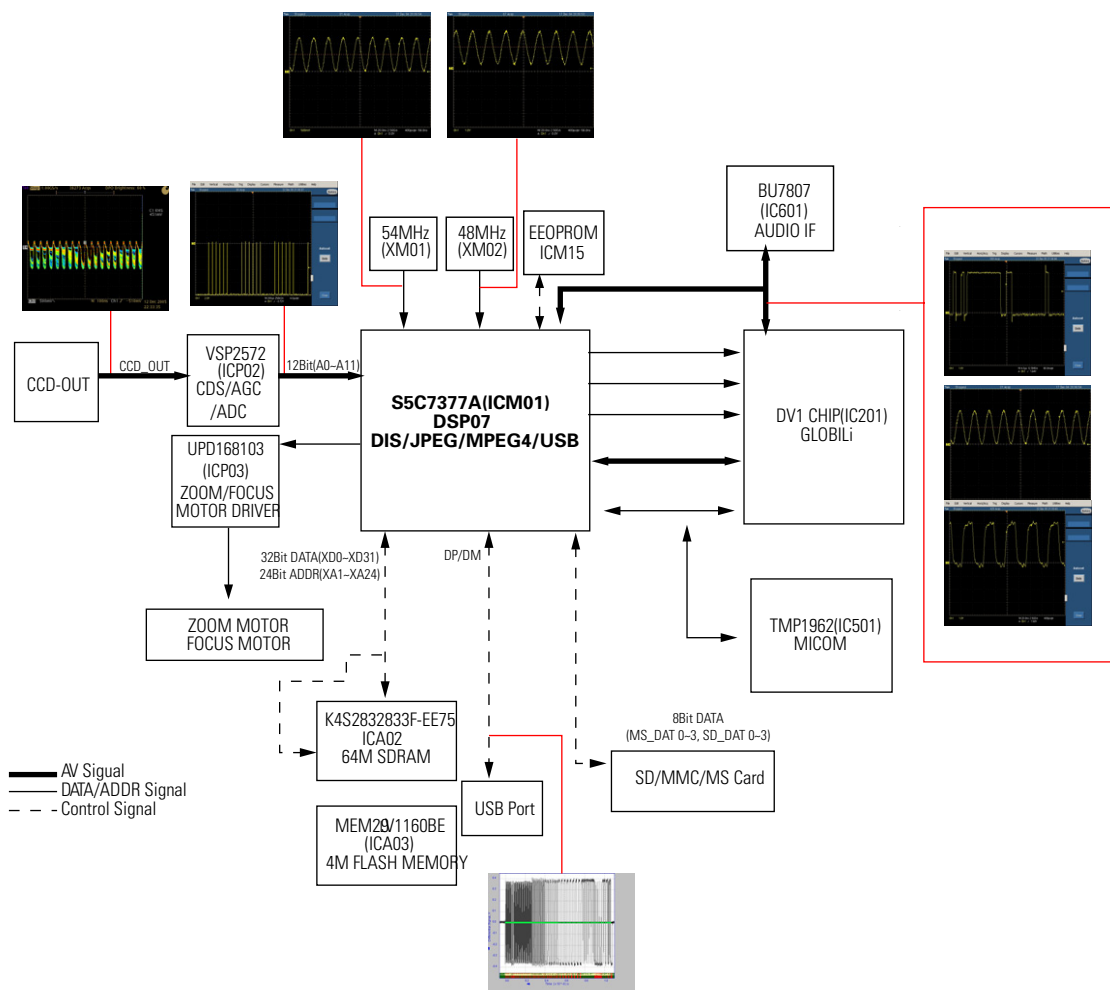 54MHz
(XM01)
48MHz
(XM02)
EEOPROM
ICM15
BU7807
(IC601)
AUDIO IF
CCD-OUT
CCD_OUT
VSP2572
(ICP02)
CDS/AGC
/ADC
12Bit(A0~A11)
S5C7377A(ICM01)
DSP07
DIS/JPEG/MPEG4/USB
DV1 CHIP(IC201)
GLOBILi
UPD168103
(ICP03)
ZOOM/FOCUS
MOTOR DRIVER
32Bit DATA(XD0~XD31)
24Bit ADDR(XA1~XA24)
DP/DM
ZOOM MOTOR
FOCUS MOTOR
TMP1962(IC501)
MICOM
K4S2832833F-EE75
ICA02
64M SDRAM
8Bit DATA
(MS_DAT 0~3, SD_DAT 0~3)
SD/MMC/MS Card
AV Sigual
DATA/ADDR Signal
Control Signal
USB Port
(ICA03)
4M FLASH MEMORY